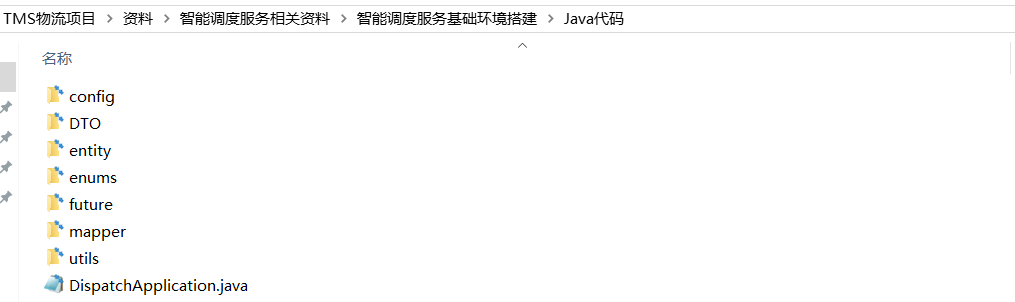 TMS物流项目 > 资料 > 智能调度服务相关资料 > 智能调度服务基础环境搭建 > Java代码
名称
config
DTO
entity
enums
future
mapper
utils
DispatchApplication.java